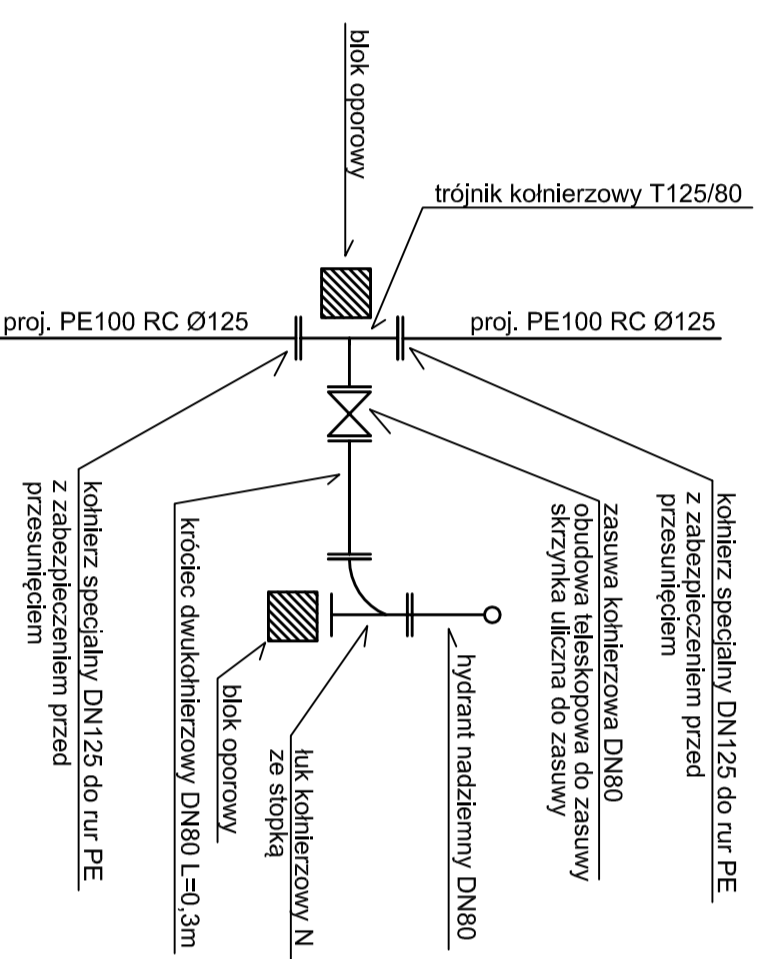 blok oporowy
trójnik kołnierzowy T125/80
proj. PE100 RC Ø125
proj. PE100 RC Ø125
kołnierz specjalny DN125 do rur PE
z zabezpieczeniem przed
przesunięciem
zasuwa kołnierzowa DN80
obudowa teleskopowa do zasuwy
skrzynka uliczna do zasuwy
hydrant nadziemny DN80
łuk kołnierzowy N
ze stopką
blok oporowy
króciec dwukołnierzowy DN80 L=0,3m
kołnierz specjalny DN125 do rur PE
z zabezpieczeniem przed
przesunięciem